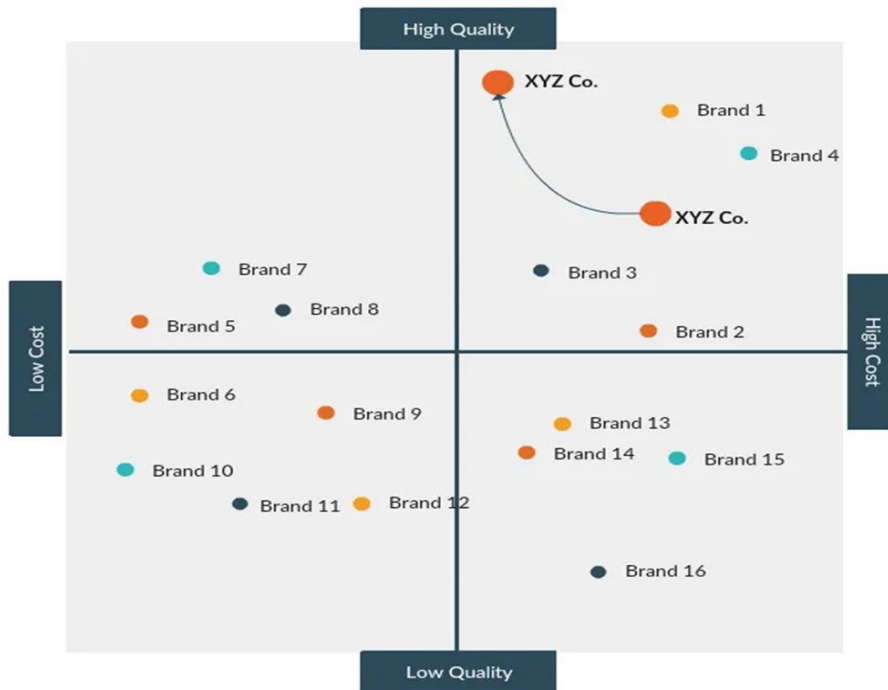 High Quality
XYZ Co.
Brand 1
Brand 4
XYZ Co.
Brand 7
Brand 3
Brand 8
Brand 5
Brand 2
Low Cost
High Cost
Brand 6
Brand 9
Brand 13
Brand 14
Brand 15
Brand 10
Brand 11
Brand 12
Brand 16
Low Quality